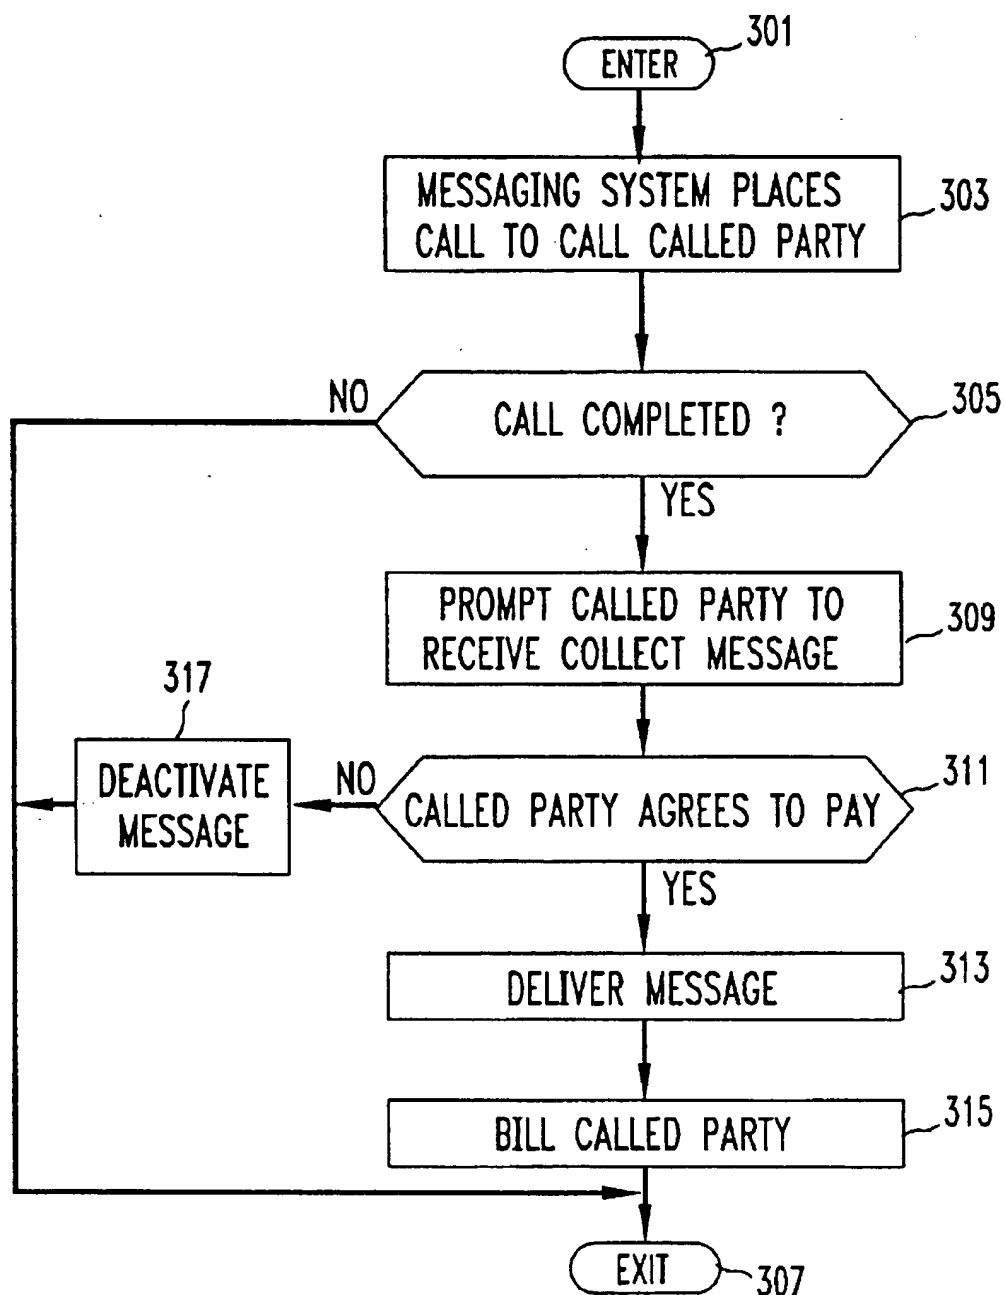 301
ENTER
MESSAGING SYSTEM PLACES
CALL TO CALL CALLED PARTY
303
NO
CALL COMPLETED ?
305
YES
PROMPT CALLED PARTY TO
RECEIVE COLLECT MESSAGE
309
317
DEACTIVATE
MESSAGE
NO
CALLED PARTY AGREES TO PAY
311
YES
DELIVER MESSAGE
313
BILL CALLED PARTY
315
EXIT
307